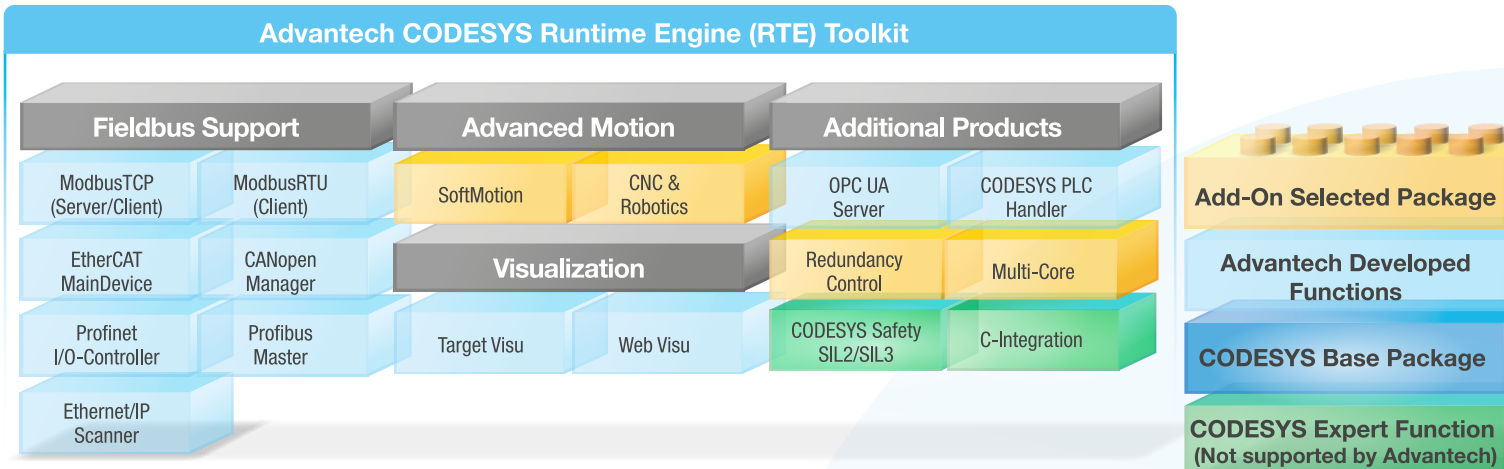 Advantech CODESYS Runtime Engine (RTE) Toolkit
Fieldbus Support
ModbusTCP
(Server/Client)
ModbusRTU
(Client)
EtherCAT
MainDevice
CANopen
Manager
Profinet
I/O-Controller
Profibus
Master
Ethernet/IP
Scanner
Advanced Motion
SoftMotion
CNC &
Robotics
Visualization
Target Visu
Web Visu
Additional Products
OPC UA
Server
CODESYS PLC
Handler
Redundancy
Control
Multi-Core
CODESYS Safety
SIL2/SIL3
C-Integration
Add-On Selected Package
Advantech Developed
Functions
CODESYS Base Package
CODESYS Expert Function
(Not supported by Advantech)